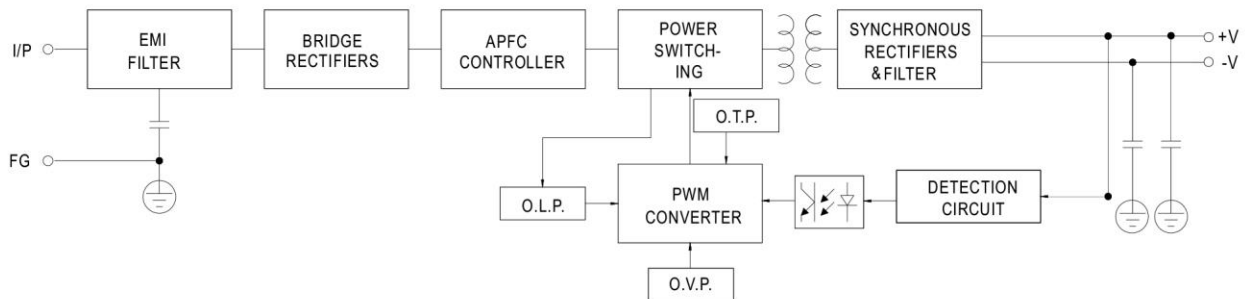 I/P
EMI
FILTER
BRIDGE
RECTIFIERS
APFC
CONTROLLER
POWER
SWITCH-
ING
SYNCHRONOUS
RECTIFIERS
& FILTER
+V
-V
O.T.P.
FG
O.L.P.
PWM
CONVERTER
DETECTION
CIRCUIT
O.V.P.